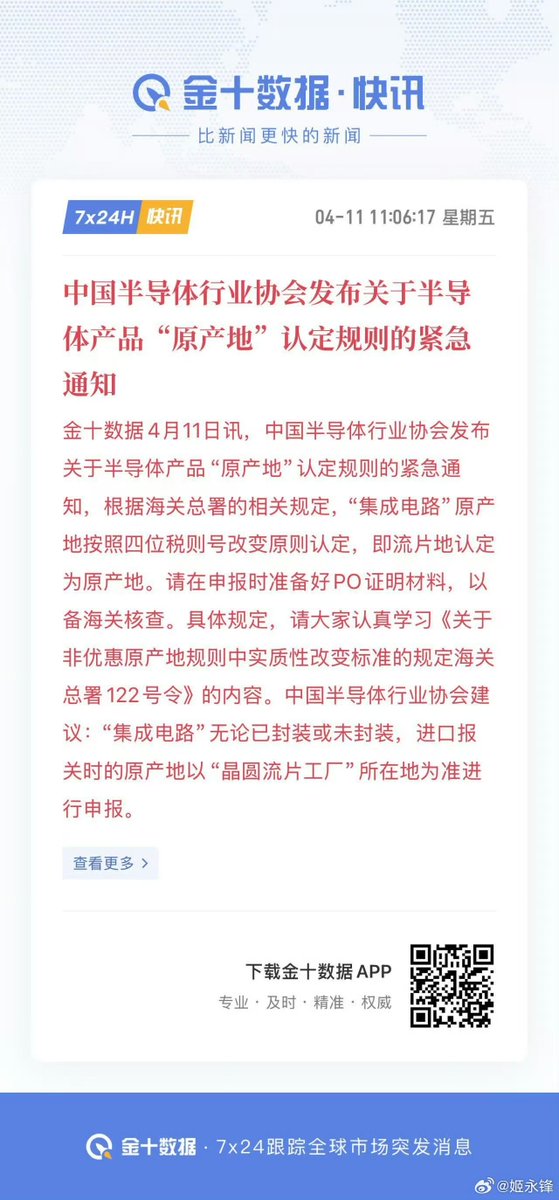 金十数据·快讯
比新闻更快的新闻
7x24H 快讯
04-11 11:06:17 星期五
中国半导体行业协会发布关于半导
体产品“原产地”认定规则的紧急
通知
金十数据4月11日讯，中国半导体行业协会发布
关于半导体产品“原产地”认定规则的紧急通
知，根据海关总署的相关规定，“集成电路”原产
地按照四位税则号改变原则认定，即流片地认定
为原产地。请在申报时准备好PO证明材料，以
备海关核查。具体规定，请大家认真学习《关于
非优惠原产地规则中实质性改变标准的规定海关
总署122号令》的内容。中国半导体行业协会建
议：“集成电路”无论已封装或未封装，进口报
关时的原产地以“晶圆流片工厂”所在地为准进
行申报。
查看更多 >
下载金十数据APP
专业·及时·精准·权威
金十数据·7x24跟踪全球市场突发消息
@姬永锋